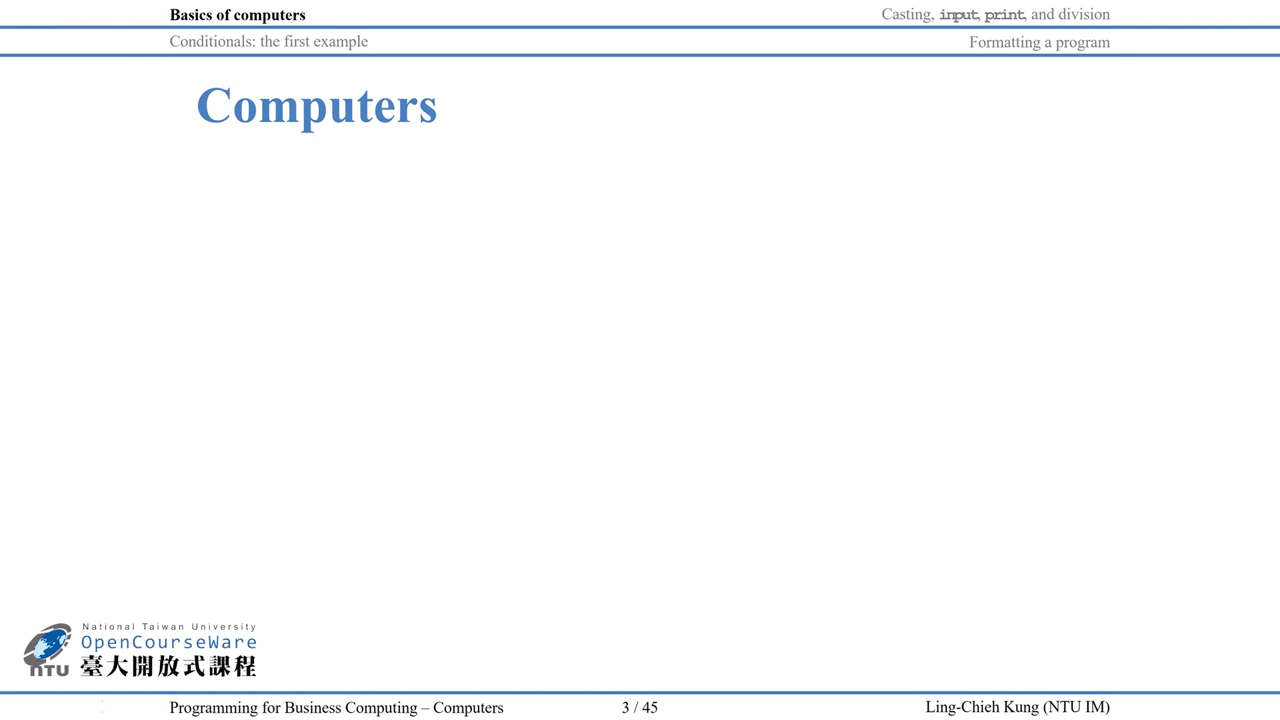 Basics of computers
Casting, input, print, and division
Conditionals: the first example
Formatting a program
Computers
National Taiwan University
OpenCourseWare
臺大開放式課程
NTU
Programming for Business Computing – Computers
3 / 45
Ling-Chieh Kung (NTU IM)